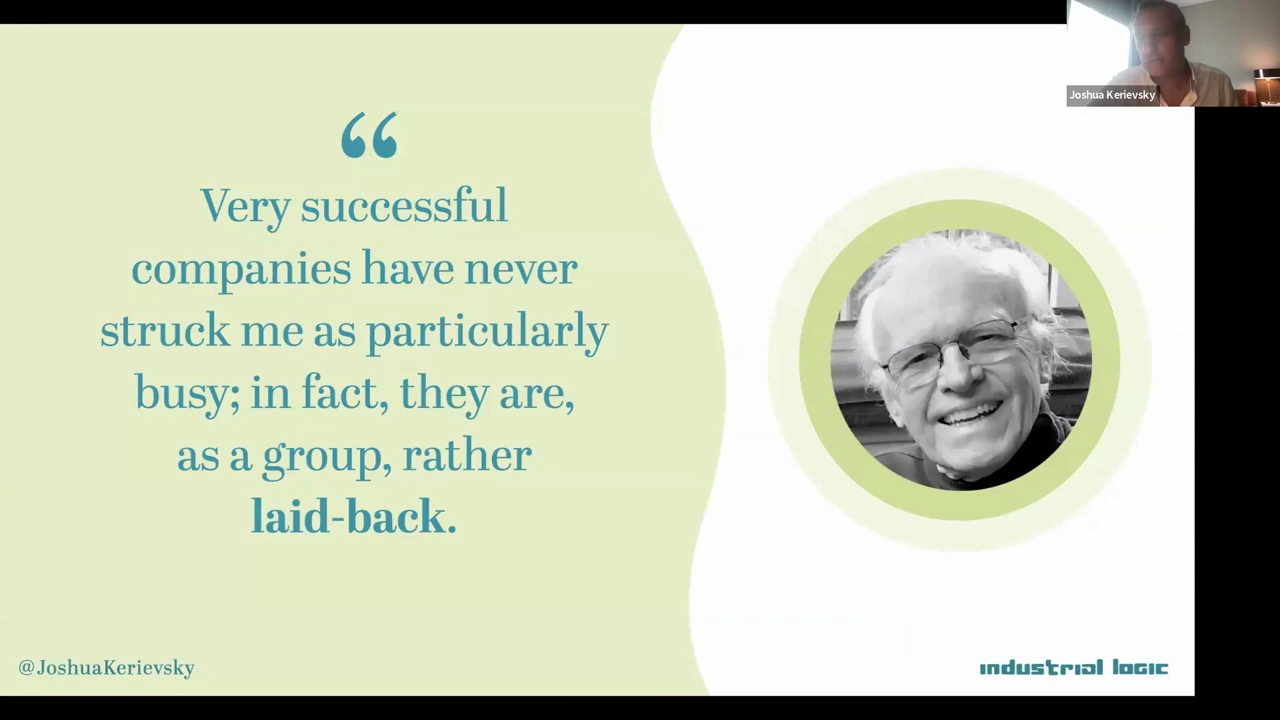 Joshua Kerievsky
“
Very successful
companies have never
struck me as particularly
busy; in fact, they are,
as a group, rather
laid-back.
@JoshuaKerievsky
industrial logic